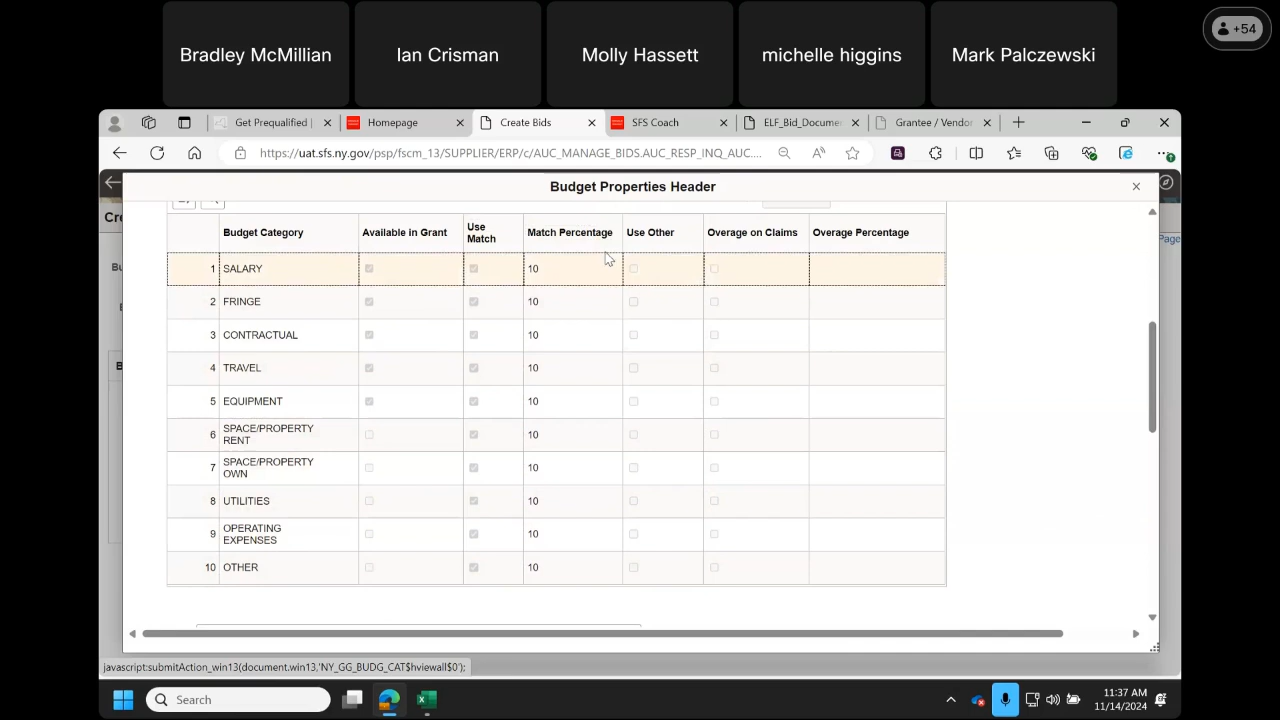 Bradley McMillian
Ian Crisman
Molly Hassett
michelle higgins
Mark Palczewski
+54
Get Prequalified |
Homepage
Create Bids
SFS Coach
ELF_Bid_Docume
Grantee / Vendor
https://uat.sfs.ny.gov/psp/fscm_13/SUPPLIER/ERP/c/AUC_MANAGE_BIDS.AUC_RESP_INQ_AUC....
Budget Properties Header
Cre
Page
Bu
B
Budget Category Available in Grant Use Match Match Percentage Use Other Overage on Claims Overage Percentage
1 SALARY 10
2 FRINGE 10
3 CONTRACTUAL 10
4 TRAVEL 10
5 EQUIPMENT 10
6 SPACE/PROPERTY RENT 10
7 SPACE/PROPERTY OWN 10
8 UTILITIES 10
9 OPERATING EXPENSES 10
10 OTHER 10
javascript:submitAction_win13(document.win13,'NY_GG_BUDG_CAT$hviewall$0');
Search
11:37 AM
11/14/2024